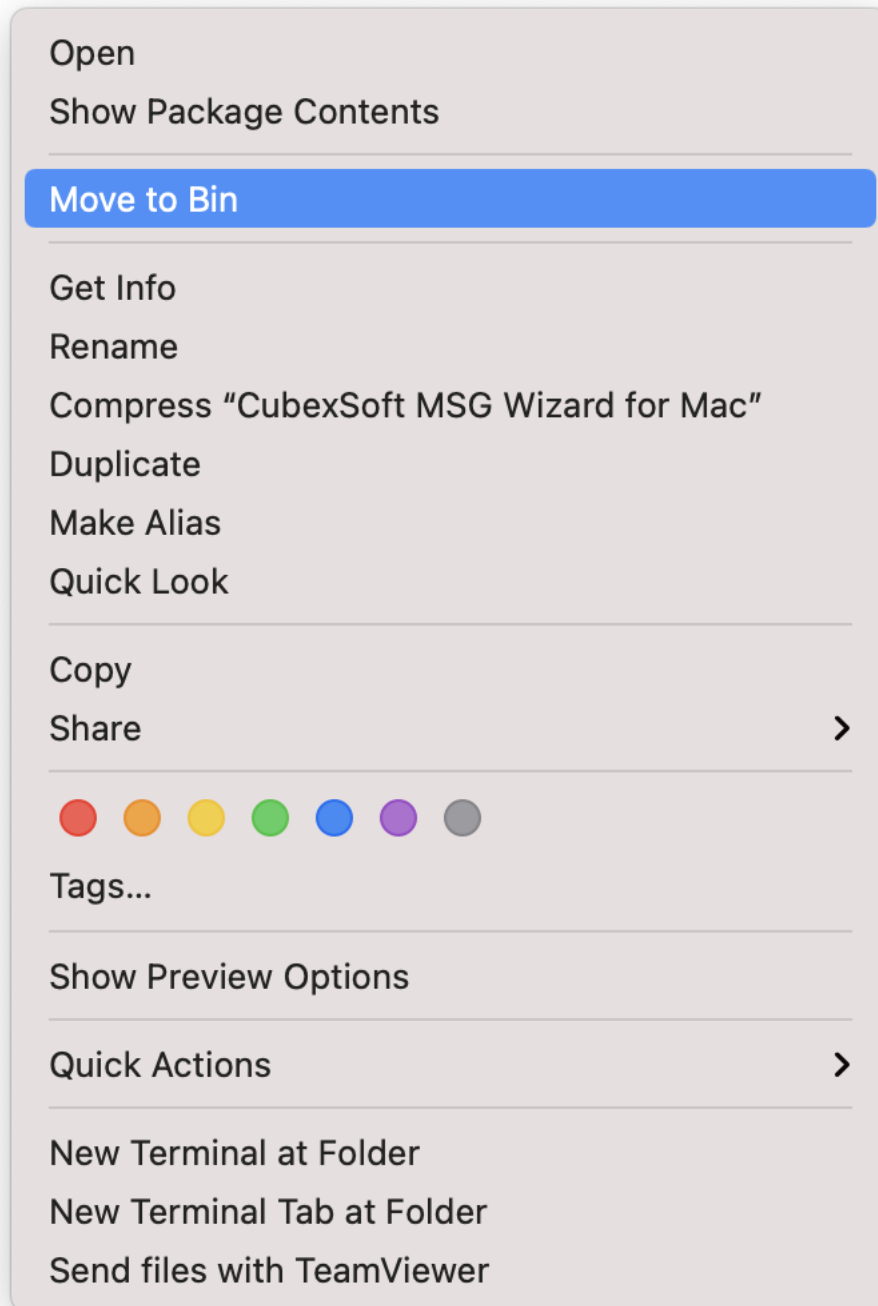 Open
Show Package Contents
Move to Bin
Get Info
Rename
Compress “CubexSoft MSG Wizard for Mac”
Duplicate
Make Alias
Quick Look
Copy
Share
Tags...
Show Preview Options
Quick Actions
New Terminal at Folder
New Terminal Tab at Folder
Send files with TeamViewer